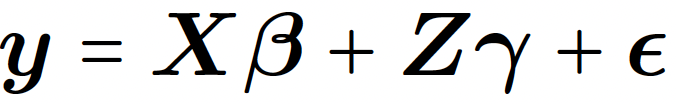 𝒚 = 𝑿𝜷 + 𝒁𝜸 + 𝝐